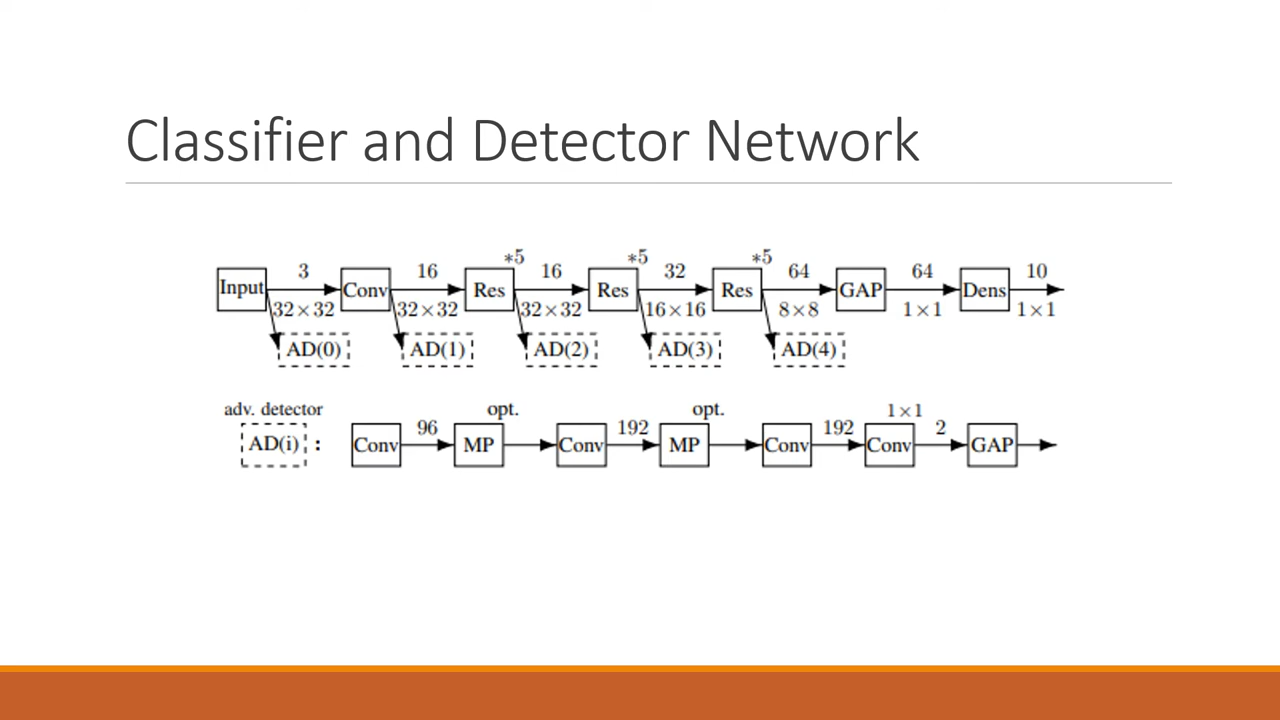 Classifier and Detector Network
*5 *5 *5
3 16 16 32 64 64 10
Input Conv Res Res Res GAP Dens
32×32 32×32 32×32 16×16 8×8 1×1 1×1
AD(0) AD(1) AD(2) AD(3) AD(4)
adv. detector opt. opt. 1×1
96 192 192 2
AD(i) : Conv MP Conv MP Conv Conv GAP